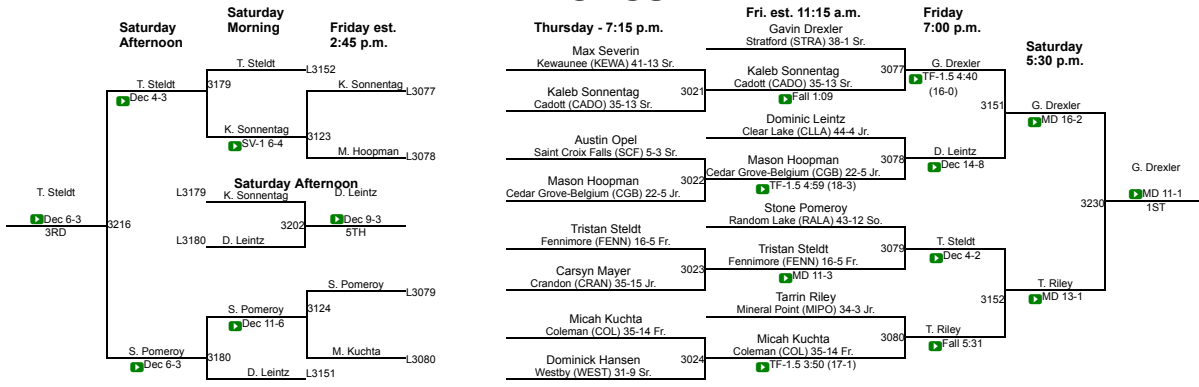 Saturday
Afternoon
Saturday
Morning
Friday est.
2:45 p.m.
Thursday - 7:15 p.m.
Fri. est. 11:15 a.m.
Friday
7:00 p.m.
Saturday
5:30 p.m.
T. Steldt
L3152
T. Steldt
Dec 4-3
3179
K. Sonnentag
L3077
K. Sonnentag
SV-1 6-4
3123
M. Hoopman
L3078
T. Steldt
Dec 6-3
3RD
3216
Saturday Afternoon
L3179
K. Sonnentag
D. Leintz
3202
Dec 9-3
5TH
L3180
D. Leintz
S. Pomeroy
L3079
S. Pomeroy
Dec 11-6
3124
M. Kuchta
L3080
S. Pomeroy
Dec 6-3
3180
D. Leintz
L3151
Max Severin
Kewaunee (KEWA) 41-13 Sr.
3021
Kaleb Sonnentag
Cadott (CADO) 35-13 Sr.
Austin Opel
Saint Croix Falls (SCF) 5-3 Sr.
3022
Mason Hoopman
Cedar Grove-Belgium (CGB) 22-5 Jr.
Tristan Steldt
Fennimore (FENN) 16-5 Fr.
3023
Carsyn Mayer
Crandon (CRAN) 35-15 Jr.
Micah Kuchta
Coleman (COL) 35-14 Fr.
3024
Dominick Hansen
Westby (WEST) 31-9 Sr.
Gavin Drexler
Stratford (STRA) 38-1 Sr.
3077
Kaleb Sonnentag
Cadott (CADO) 35-13 Sr.
Fall 1:09
Dominic Leintz
Clear Lake (CLLA) 44-4 Jr.
3078
Mason Hoopman
Cedar Grove-Belgium (CGB) 22-5 Jr.
TF-1.5 4:59 (18-3)
Stone Pomeroy
Random Lake (RALA) 43-12 So.
3079
Tristan Steldt
Fennimore (FENN) 16-5 Fr.
MD 11-3
Tarrin Riley
Mineral Point (MIPO) 34-3 Jr.
3080
Micah Kuchta
Coleman (COL) 35-14 Fr.
TF-1.5 3:50 (17-1)
G. Drexler
TF-1.5 4:40
(16-0)
3151
D. Leintz
Dec 14-8
T. Steldt
Dec 4-2
3152
T. Riley
Fall 5:31
G. Drexler
MD 16-2
3230
T. Riley
MD 13-1
G. Drexler
MD 11-1
1ST